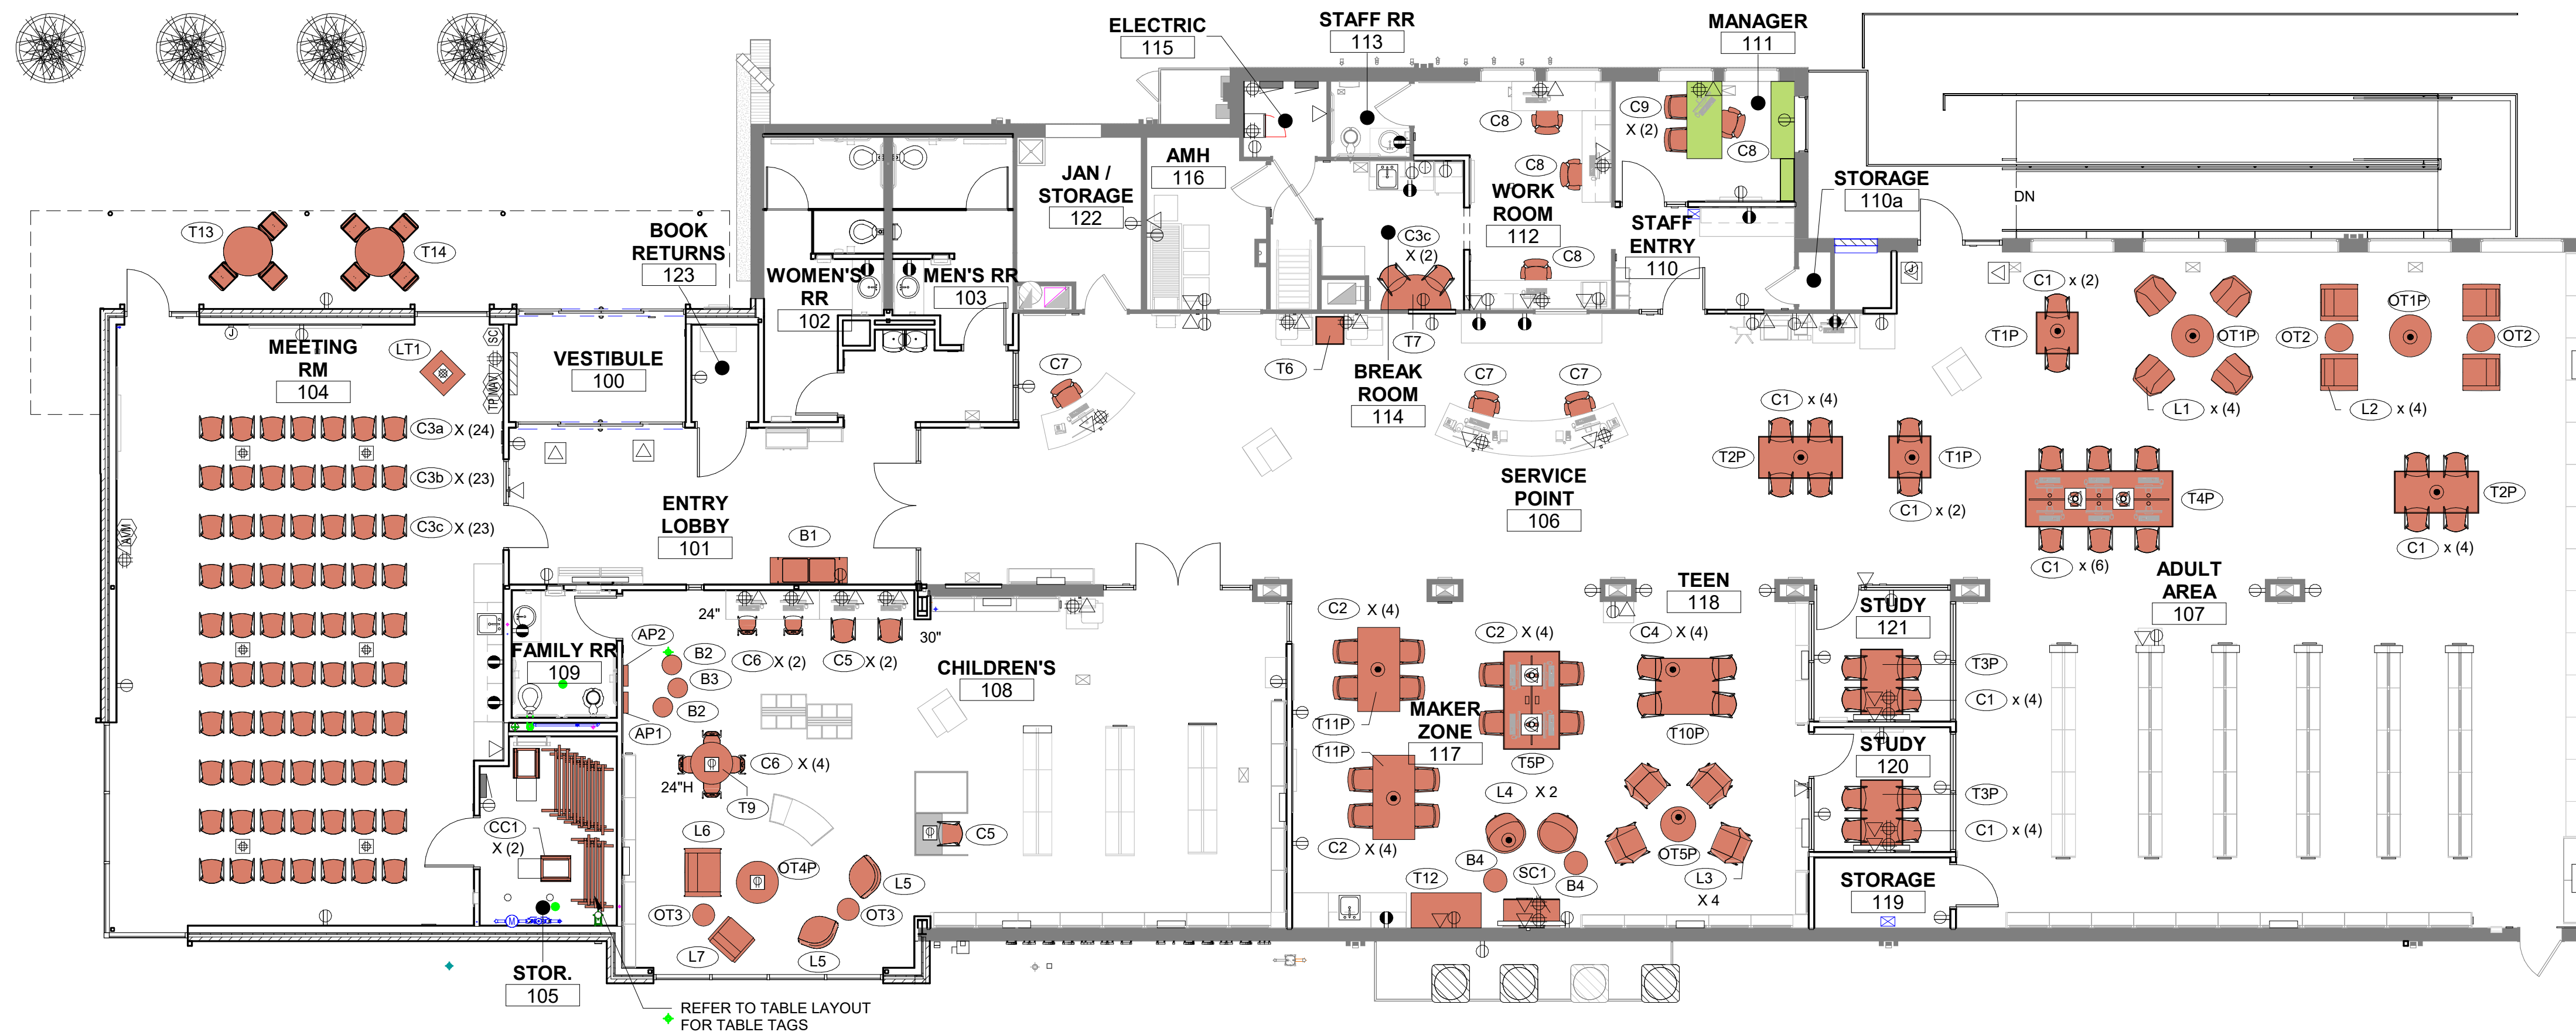 ELECTRIC
115
STAFF RR
113
MANAGER
111
C9
X (2)
C8
C8
C8
C8
AMH
116
JAN /
STORAGE
122
WORK
ROOM
112
STAFF
ENTRY
110
STORAGE
110a
DN
T13
T14
BOOK
RETURNS
123
WOMEN'S
RR
102
MEN'S RR
103
C3c
X (2)
T7
T6
BREAK
ROOM
114
MEETING
RM
104
J
LT1
SC
TP/WAV
VESTIBULE
100
C7
C7
C7
J
C1 x (2)
T1P
OT1P
OT1P
OT2
OT2
L1 x (4)
L2 x (4)
C3a X (24)
C3b X (23)
C3c X (23)
AVM
C1 x (4)
T2P
T1P
C1 x (2)
T4P
C1 x (6)
T2P
C1 x (4)
SERVICE
POINT
106
ENTRY
LOBBY
101
B1
ADULT
AREA
107
TEEN
118
STUDY
121
T3P
C1 x (4)
STUDY
120
T3P
C1 x (4)
STORAGE
119
24"
30"
C6 X (2)
C5 X (2)
AP2
B2
B3
B2
AP1
FAMILY RR
109
CHILDREN'S
108
C2 X (4)
C2 X (4)
C4 X (4)
T11P
MAKER
ZONE
117
T11P
T5P
T10P
C2 X (4)
L4 X 2
B4
B4
SC1
T12
OT5P
L3
X 4
C6 X (4)
24"H
T9
L6
OT4P
C5
L5
OT3
OT3
L7
L5
CC1
X (2)
M
STOR.
105
REFER TO TABLE LAYOUT
FOR TABLE TAGS